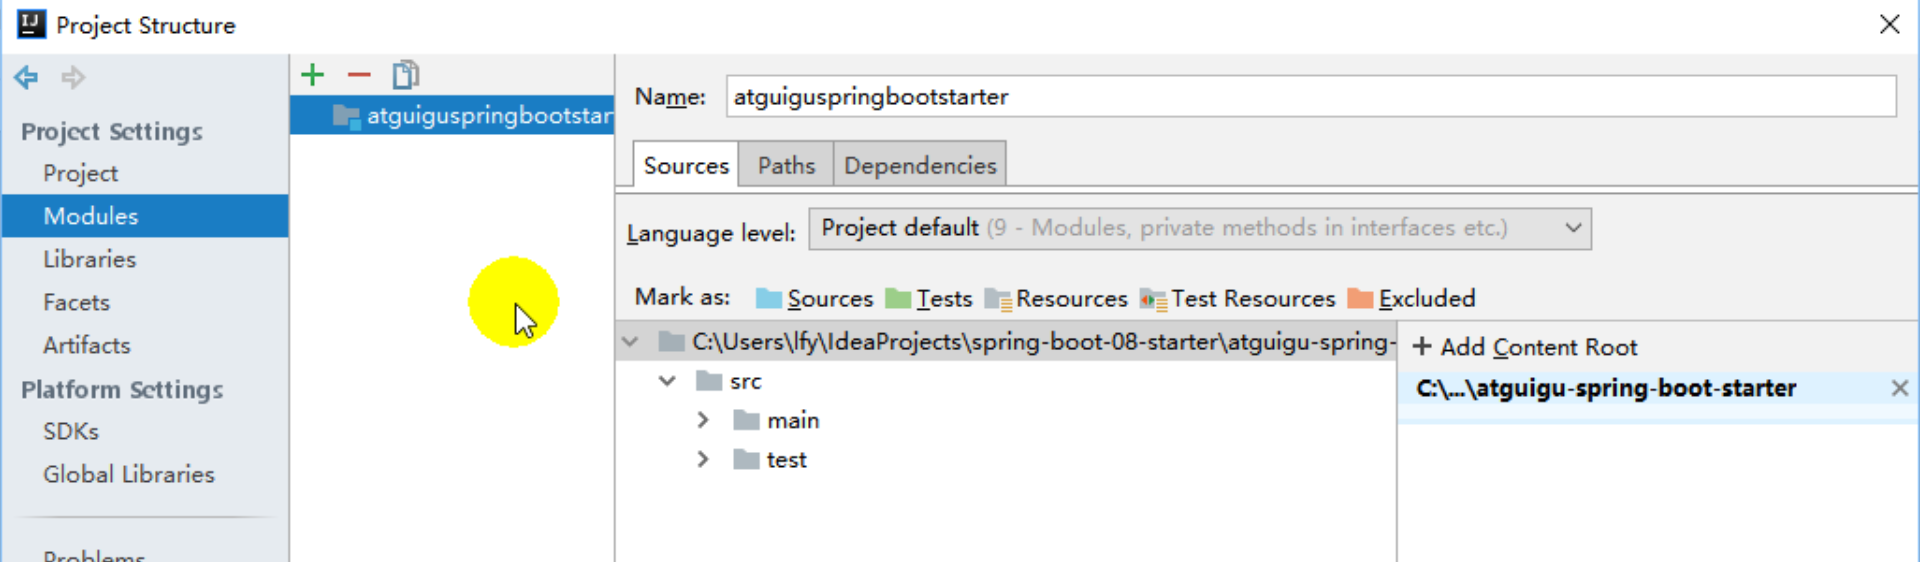 IJ
Project Structure
Project Settings
Project
Modules
Libraries
Facets
Artifacts
Platform Settings
SDKs
Global Libraries
Problems
atguiguspringbootstar
Name: atguiguspringbootstarter
Sources Paths Dependencies
Language level: Project default (9 - Modules, private methods in interfaces etc.)
Mark as: Sources Tests Resources Test Resources Excluded
C:\Users\lfy\IdeaProjects\spring-boot-08-starter\atguigu-spring-
src
main
test
+ Add Content Root
C:\...\atguigu-spring-boot-starter